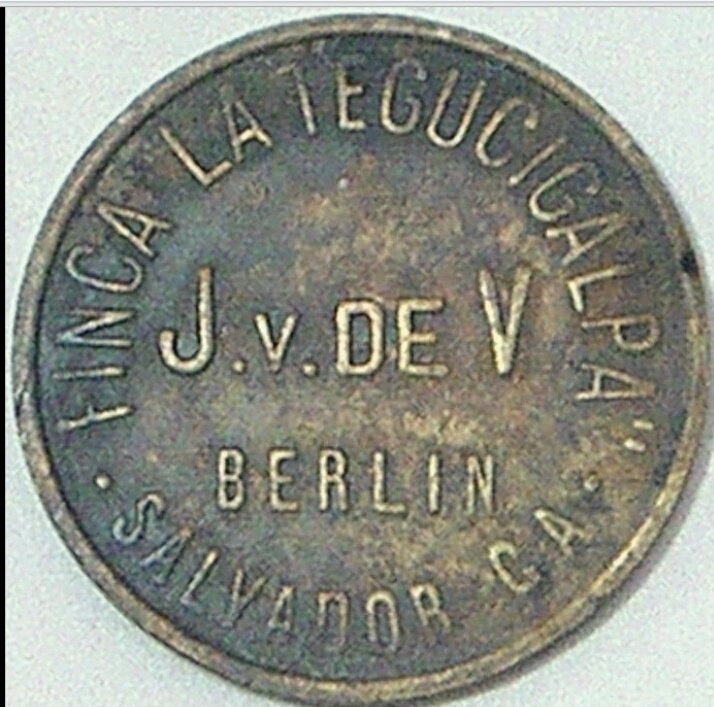 FINCA LA TEGUCIGALPA"
J.V. DE V
BERLIN
· SALVADOR C A ·